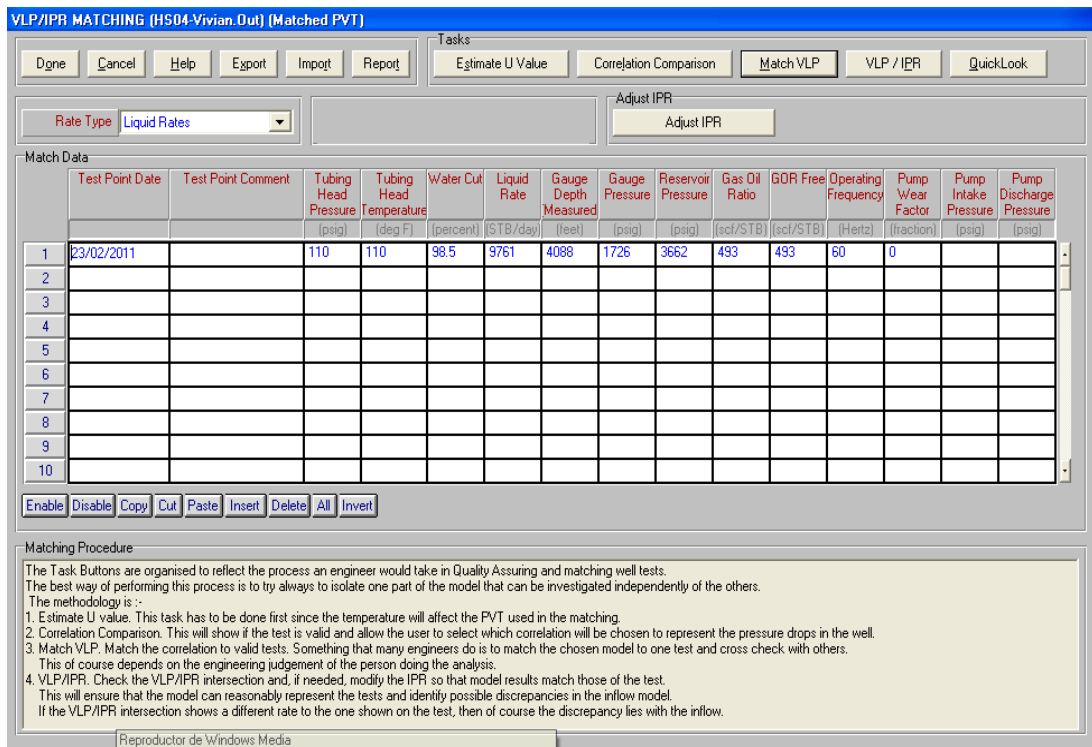 VLP/IPR MATCHING (HS04-Vivian.Out) (Matched PVT)
Done Cancel Help Export Import Report
Tasks
Estimate U Value Correlation Comparison Match VLP VLP / IPR QuickLook
Rate Type Liquid Rates
Adjust IPR
Adjust IPR
Match Data
Test Point Date Test Point Comment Tubing Head Pressure Tubing Head Temperature Water Cut Liquid Rate Gauge Depth Measured Gauge Pressure Reservoir Pressure Gas Oil Ratio GOR Free Operating Frequency Pump Wear Factor Pump Intake Pressure Pump Discharge Pressure
(psig) (deg F) (percent) (STB/day) (feet) (psig) (psig) (scf/STB) (scf/STB) (Hertz) (fraction) (psig) (psig)
1 23/02/2011 110 110 98.5 9761 4088 1726 3662 493 493 60 0
2
3
4
5
6
7
8
9
10
Enable Disable Copy Cut Paste Insert Delete All Invert
Matching Procedure
The Task Buttons are organised to reflect the process an engineer would take in Quality Assuring and matching well tests.
The best way of performing this process is to try always to isolate one part of the model that can be investigated independently of the others.
The methodology is :-
1. Estimate U value. This task has to be done first since the temperature will affect the PVT used in the matching.
2. Correlation Comparison. This will show if the test is valid and allow the user to select which correlation will be chosen to represent the pressure drops in the well.
3. Match VLP. Match the correlation to valid tests. Something that many engineers do is to match the chosen model to one test and cross check with others.
This of course depends on the engineering judgement of the person doing the analysis.
4. VLP/IPR. Check the VLP/IPR intersection and, if needed, modify the IPR so that model results match those of the test.
This will ensure that the model can reasonably represent the tests and identify possible discrepancies in the inflow model.
If the VLP/IPR intersection shows a different rate to the one shown on the test, then of course the discrepancy lies with the inflow.
Reproductor de Windows Media